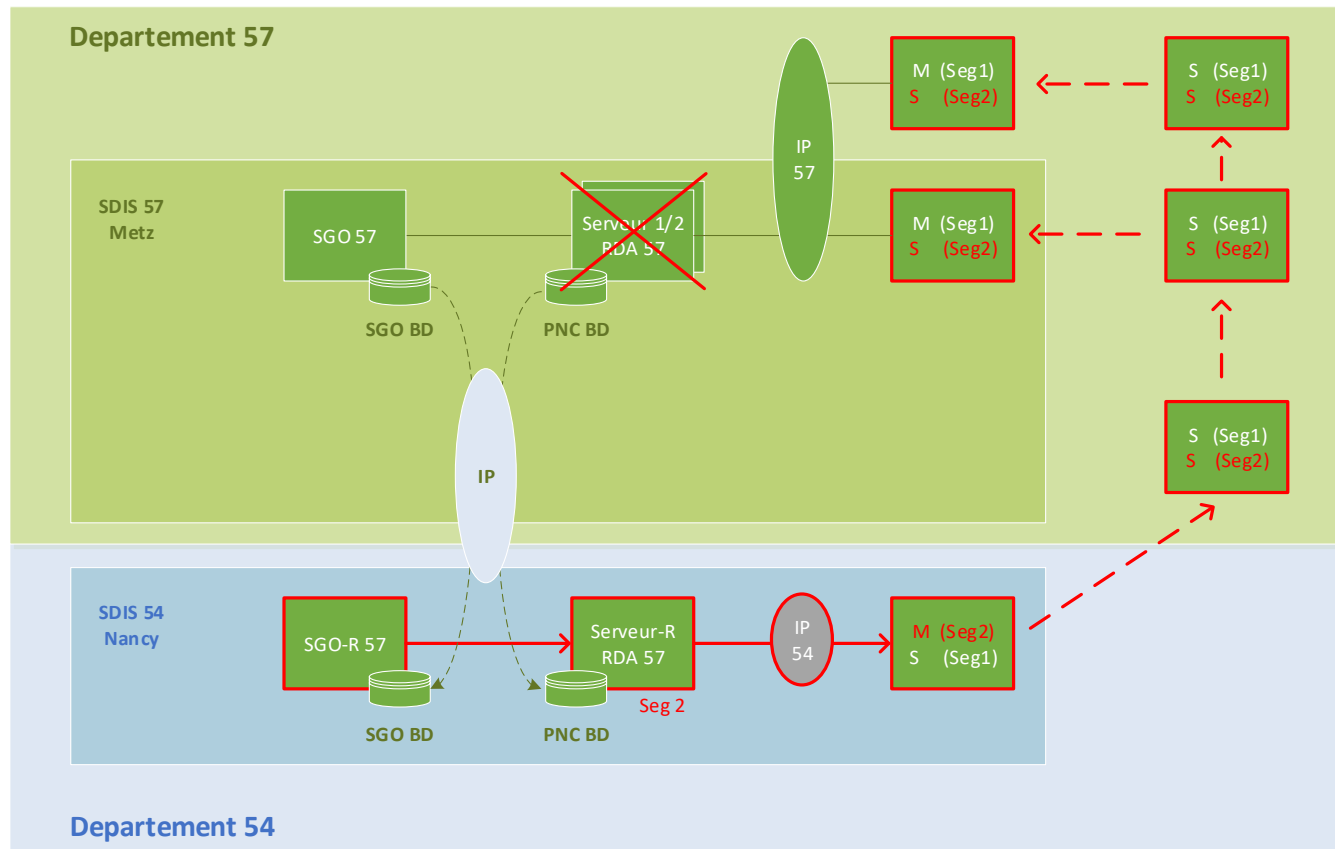 Departement 57
M (Seg1)
S (Seg2)
S (Seg1)
S (Seg2)
IP
57
SDIS 57
Metz
SGO 57
Serveur 1/2
RDA 57
M (Seg1)
S (Seg2)
S (Seg1)
S (Seg2)
SGO BD
PNC BD
S (Seg1)
S (Seg2)
IP
SDIS 54
Nancy
SGO-R 57
Serveur-R
RDA 57
IP
54
M (Seg2)
S (Seg1)
Seg 2
SGO BD
PNC BD
Departement 54